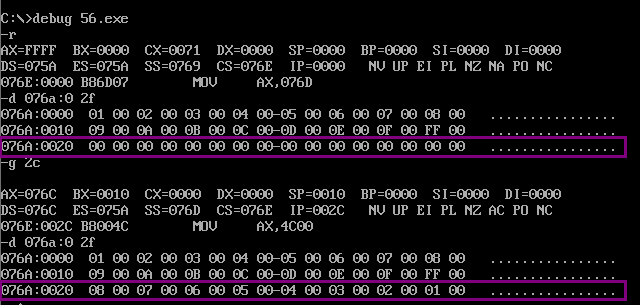 C:\>debug 56.exe
-r
AX=FFFF BX=0000 CX=0071 DX=0000 SP=0000 BP=0000 SI=0000 DI=0000
DS=075A ES=075A SS=0769 CS=076E IP=0000 NV UP EI PL NZ NA PO NC
076E:0000 B86D07 MOV AX,076D
-d 076a:0 2f
076A:0000 01 00 02 00 03 00 04 00-05 00 06 00 07 00 08 00 ................
076A:0010 09 00 0A 00 0B 00 0C 00-0D 00 0E 00 0F 00 FF 00 ................
076A:0020 00 00 00 00 00 00 00 00-00 00 00 00 00 00 00 00 ................
-g 2c
AX=076C BX=0010 CX=0000 DX=0000 SP=0010 BP=0000 SI=0000 DI=0000
DS=076C ES=075A SS=076D CS=076E IP=002C NV UP EI PL NZ AC PO NC
076E:002C B8004C MOV AX,4C00
-d 076a:0 2f
076A:0000 01 00 02 00 03 00 04 00-05 00 06 00 07 00 08 00 ................
076A:0010 09 00 0A 00 0B 00 0C 00-0D 00 0E 00 0F 00 FF 00 ................
076A:0020 08 00 07 00 06 00 05 00-04 00 03 00 02 00 01 00 ................